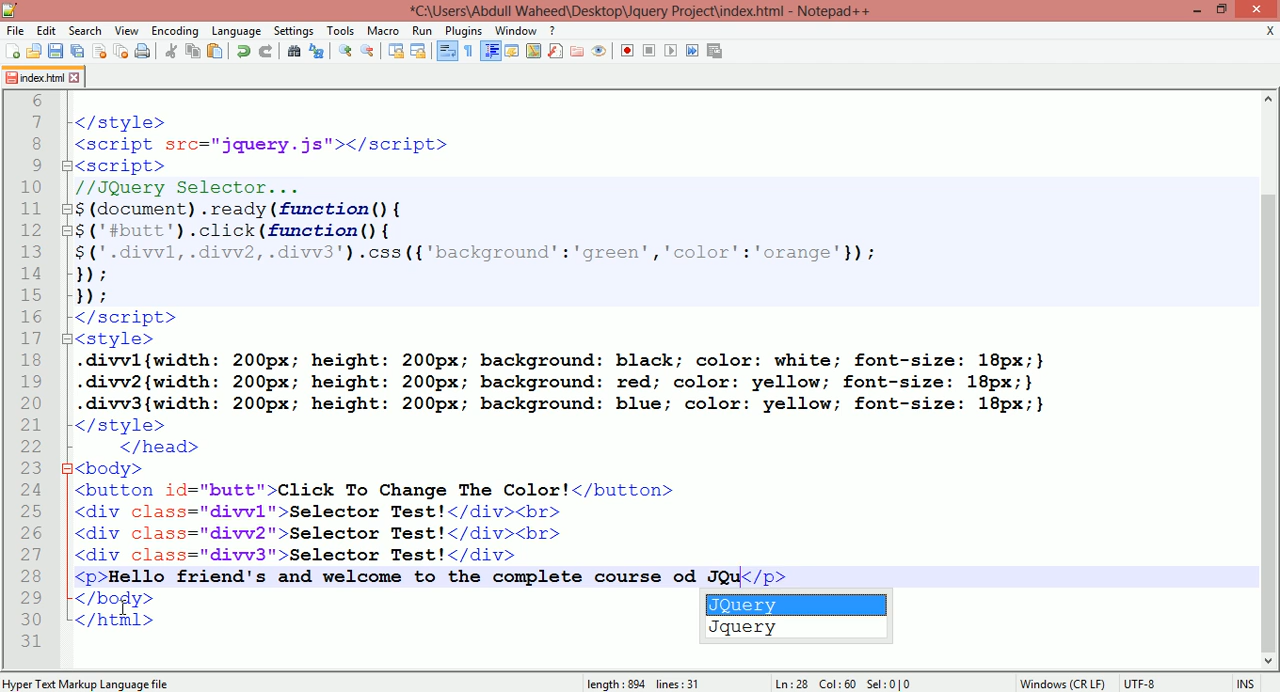 *C:\Users\Abdull Waheed\Desktop\Jquery Project\index.html - Notepad++
File Edit Search View Encoding Language Settings Tools Macro Run Plugins Window ? X
index.html
6
7 </style>
8 <script src="jquery.js"></script>
9 <script>
10 //JQuery Selector...
11 $(document).ready(function(){
12 $('#butt').click(function(){
13 $('.divv1,.divv2,.divv3').css({'background':'green','color':'orange'});
14 });
15 });
16 </script>
17 <style>
18 .divv1{width: 200px; height: 200px; background: black; color: white; font-size: 18px;}
19 .divv2{width: 200px; height: 200px; background: red; color: yellow; font-size: 18px;}
20 .divv3{width: 200px; height: 200px; background: blue; color: yellow; font-size: 18px;}
21 </style>
22 </head>
23 <body>
24 <button id="butt">Click To Change The Color!</button>
25 <div class="divv1">Selector Test!</div><br>
26 <div class="divv2">Selector Test!</div><br>
27 <div class="divv3">Selector Test!</div>
28 <p>Hello friend's and welcome to the complete course od JQu</p>
29 </body>
JQuery
30 </html>
Jquery
31
Hyper Text Markup Language file length : 894 lines : 31 Ln : 28 Col : 60 Sel : 0 | 0 Windows (CR LF) UTF-8 INS